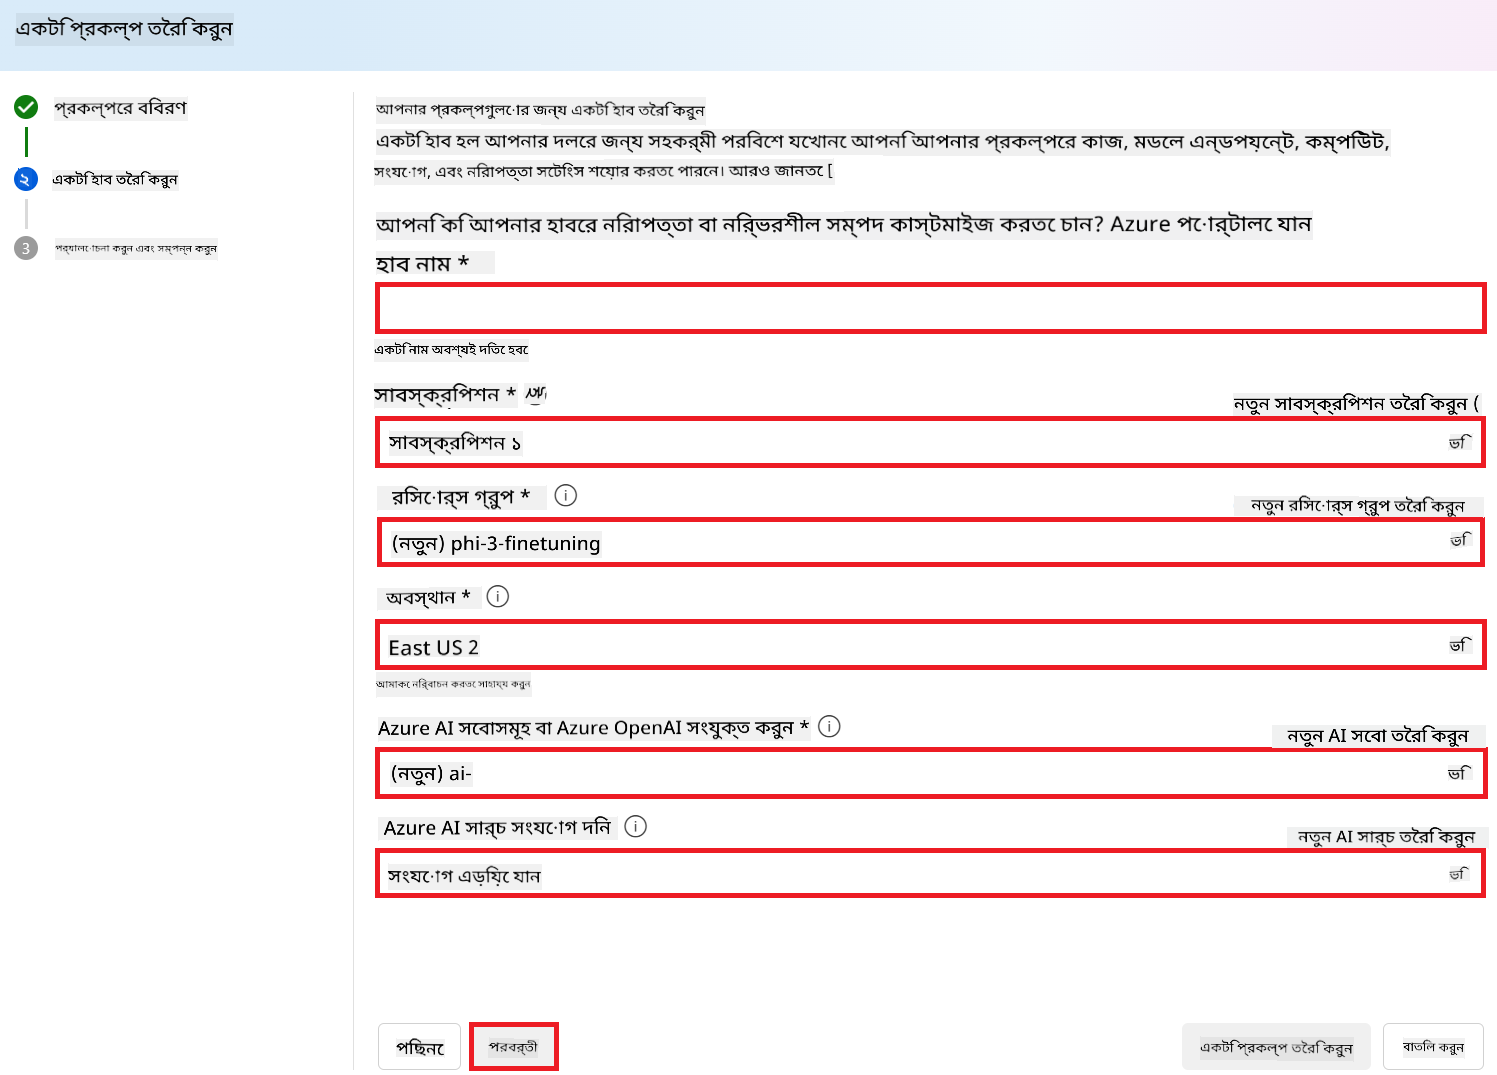 একটি প্রকল্প তৈরি করুন
প্রকল্পের বিবরণ
২ একটি হাব তৈরি করুন
3 পর্যালোচনা করুন এবং সম্পন্ন করুন
আপনার প্রকল্পগুলোর জন্য একটি হাব তৈরি করুন
একটি হাব হল আপনার দলের জন্য সহকর্মী পরিবেশ যেখানে আপনি আপনার প্রকল্পের কাজ, মডেল এন্ডপয়েন্ট, কম্পিউট,
সংযোগ, এবং নিরাপত্তা সেটিংস শেয়ার করতে পারেন। আরও জানতে [
আপনি কি আপনার হাবের নিরাপত্তা বা নির্ভরশীল সম্পদ কাস্টমাইজ করতে চান? Azure পোর্টালে যান
হাব নাম *
একটি নাম অবশ্যই দিতে হবে
সাবস্ক্রিপশন *
নতুন সাবস্ক্রিপশন তৈরি করুন (
সাবস্ক্রিপশন ১
ভি
রিসোর্স গ্রুপ *
নতুন রিসোর্স গ্রুপ তৈরি করুন
(নতুন) phi-3-finetuning
ভি
অবস্থান *
East US 2
ভি
আমাকে নির্বাচন করতে সাহায্য করুন
Azure AI সেবাসমূহ বা Azure OpenAI সংযুক্ত করুন *
নতুন AI সেবা তৈরি করুন
(নতুন) ai-
ভি
Azure AI সার্চ সংযোগ দিন
নতুন AI সার্চ তৈরি করুন
সংযোগ এড়িয়ে যান
ভি
পেছনে
পরবর্তী
একটি প্রকল্প তৈরি করুন
বাতিল করুন